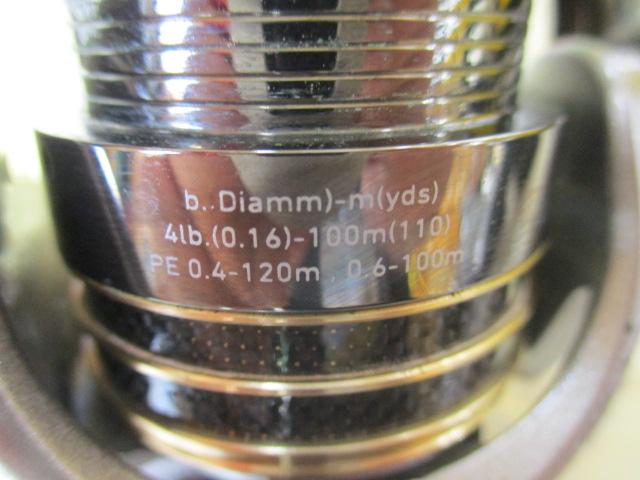 b..Diamm)-m(yds)
4lb.(0.16)-100m(110)
PE 0.4-120m . 0.6-100m